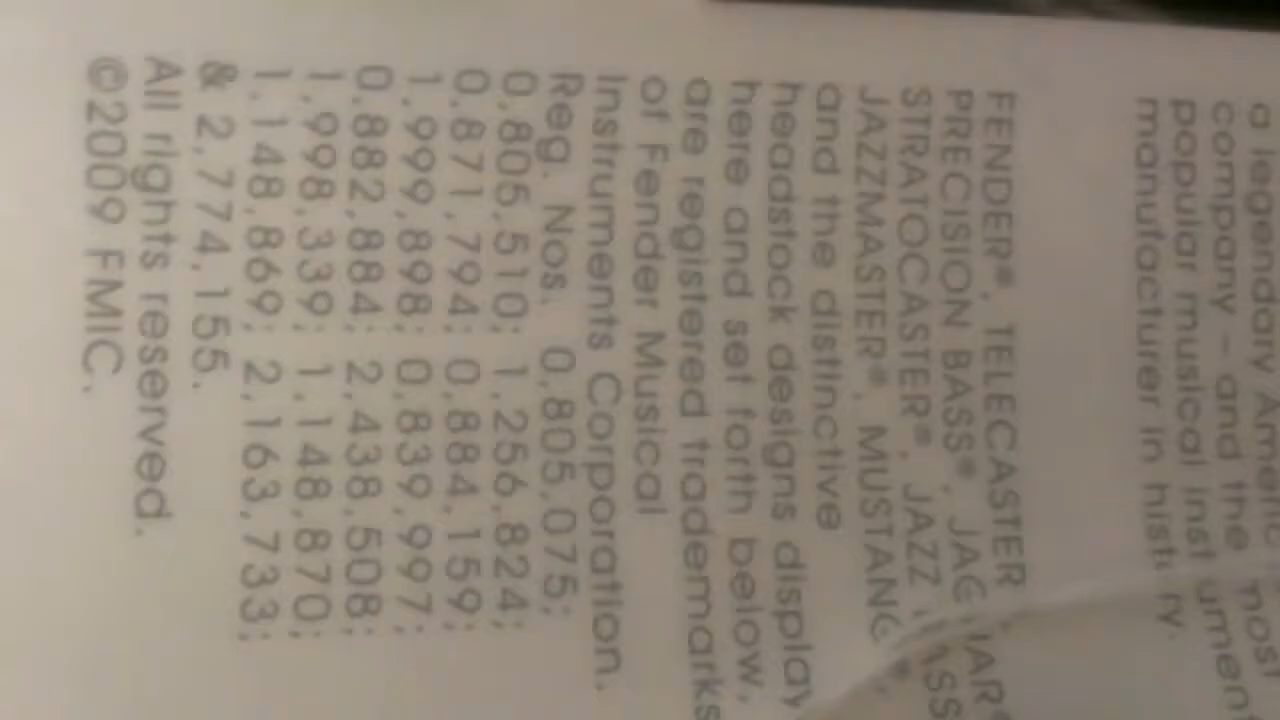 a legendary American most
company – and the
popular musical instrument
manufacturer in history.
FENDER®, TELECASTER
PRECISION BASS®, JAGUAR®
STRATOCASTER®, JAZZ BASS
JAZZMASTER®, MUSTANG®,
and the distinctive
headstock designs display
here and set forth below,
are registered trademarks
of Fender Musical
Instruments Corporation.
Reg. Nos. 0,805,075;
0,805,510; 1,256,824;
0,871,794; 0,884,159;
1,999,898; 0,839,997;
0,882,884; 2,438,508;
1,998,339; 1,148,870;
1,148,869; 2,163,733;
& 2,774,155.
All rights reserved.
©2009 FMIC.